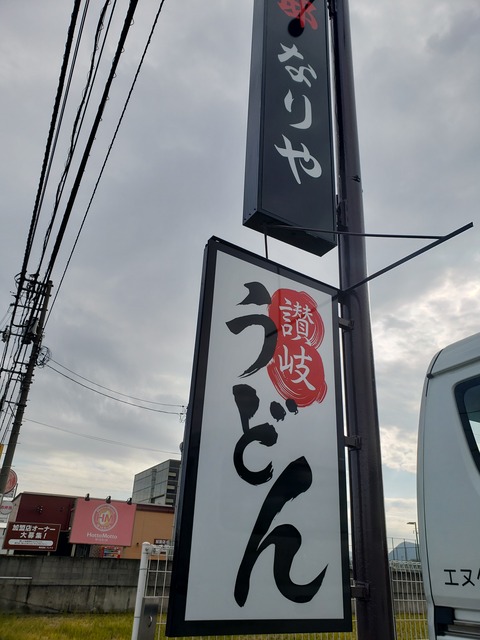 なりや
讃岐
うどん
加盟店オーナー
大募集!
HM
HottoMotto
エヌ